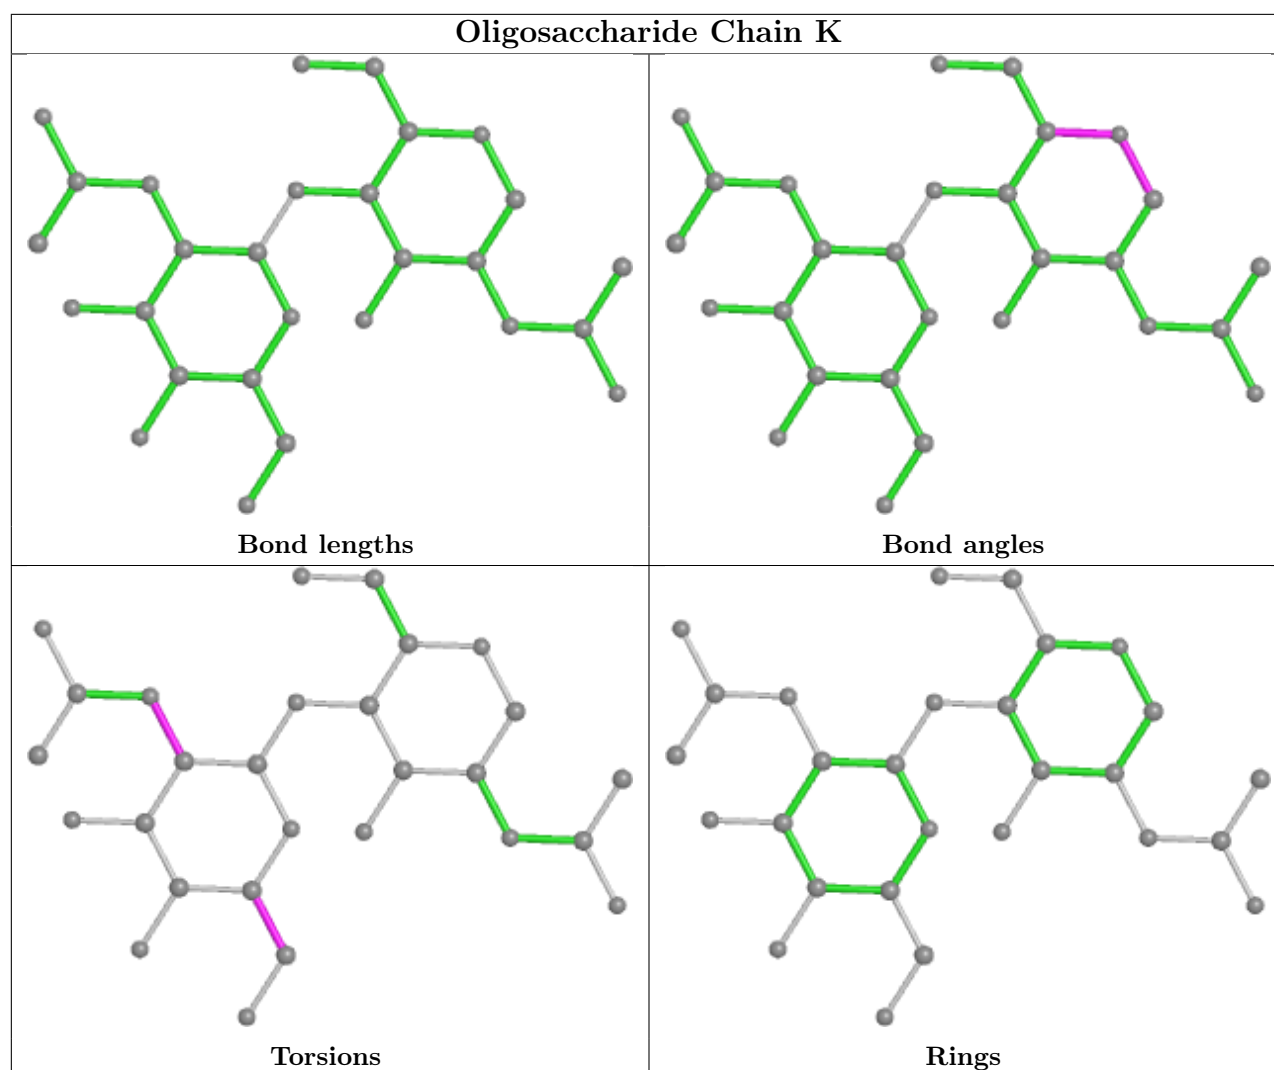 Oligosaccharide Chain K
Bond lengths
Bond angles
Torsions
Rings